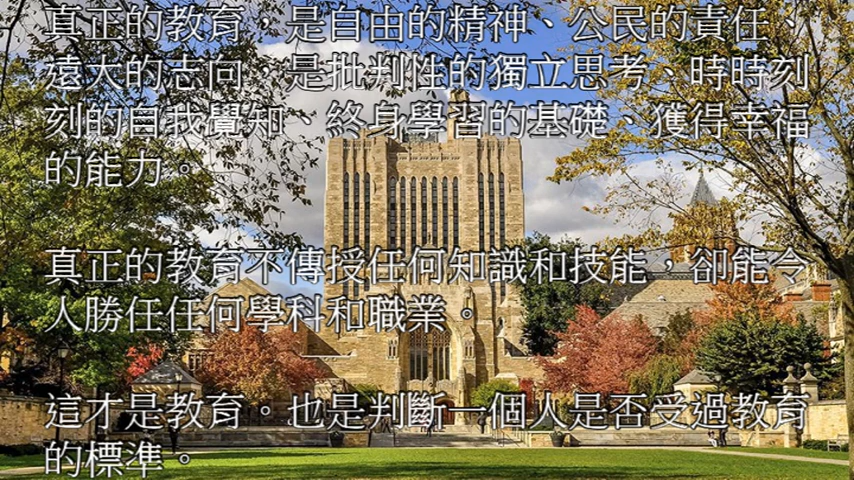 真正的教育，是自由的精神、公民的責任、
遠大的志向，是批判性的獨立思考、時時刻
刻的自我覺知，終身學習的基礎、獲得幸福
的能力。
真正的教育不傳授任何知識和技能，卻能令
人勝任任何學科和職業。
這才是教育。也是判斷一個人是否受過教育
的標準。